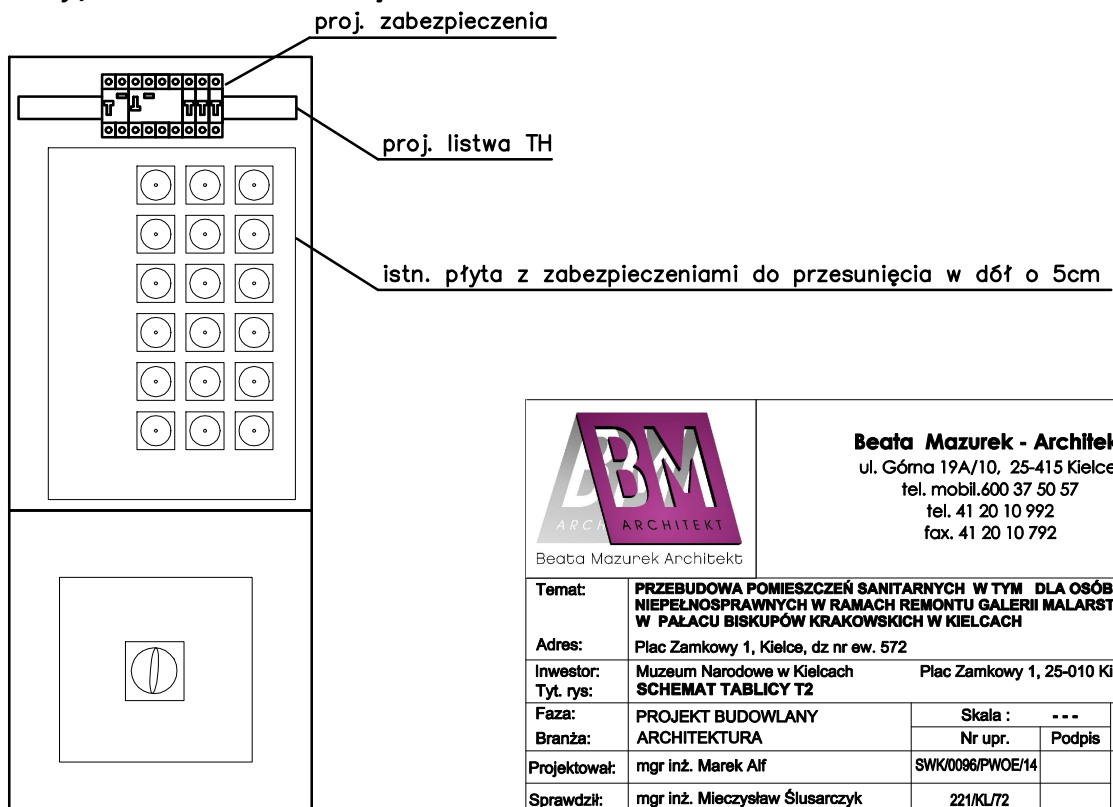 proj. zabezpieczenia
proj. listwa TH
istn. płyta z zabezpieczeniami do przesunięcia w dół o 5cm
BM
ARCH ARCHITEKT
Beata Mazurek Architekt
Beata Mazurek - Architek
ul. Górna 19A/10, 25-415 Kielce
tel. mobil.600 37 50 57
tel. 41 20 10 992
fax. 41 20 10 792
Temat: PRZEBUDOWA POMIESZCZEŃ SANITARNYCH W TYM DLA OSÓB
NIEPEŁNOSPRAWNYCH W RAMACH REMONTU GALERII MALARST
W PAŁACU BISKUPÓW KRAKOWSKICH W KIELCACH
Adres: Plac Zamkowy 1, Kielce, dz nr ew. 572
Inwestor: Muzeum Narodowe w Kielcach Plac Zamkowy 1, 25-010 Ki
Tyt. rys: SCHEMAT TABLICY T2
Faza: PROJEKT BUDOWLANY Skala : ---
Branża: ARCHITEKTURA Nr upr. Podpis
Projektował: mgr inż. Marek Alf SWK/0096/PWOE/14
Sprawdził: mgr inż. Mieczysław Ślusarczyk 221/KL/72